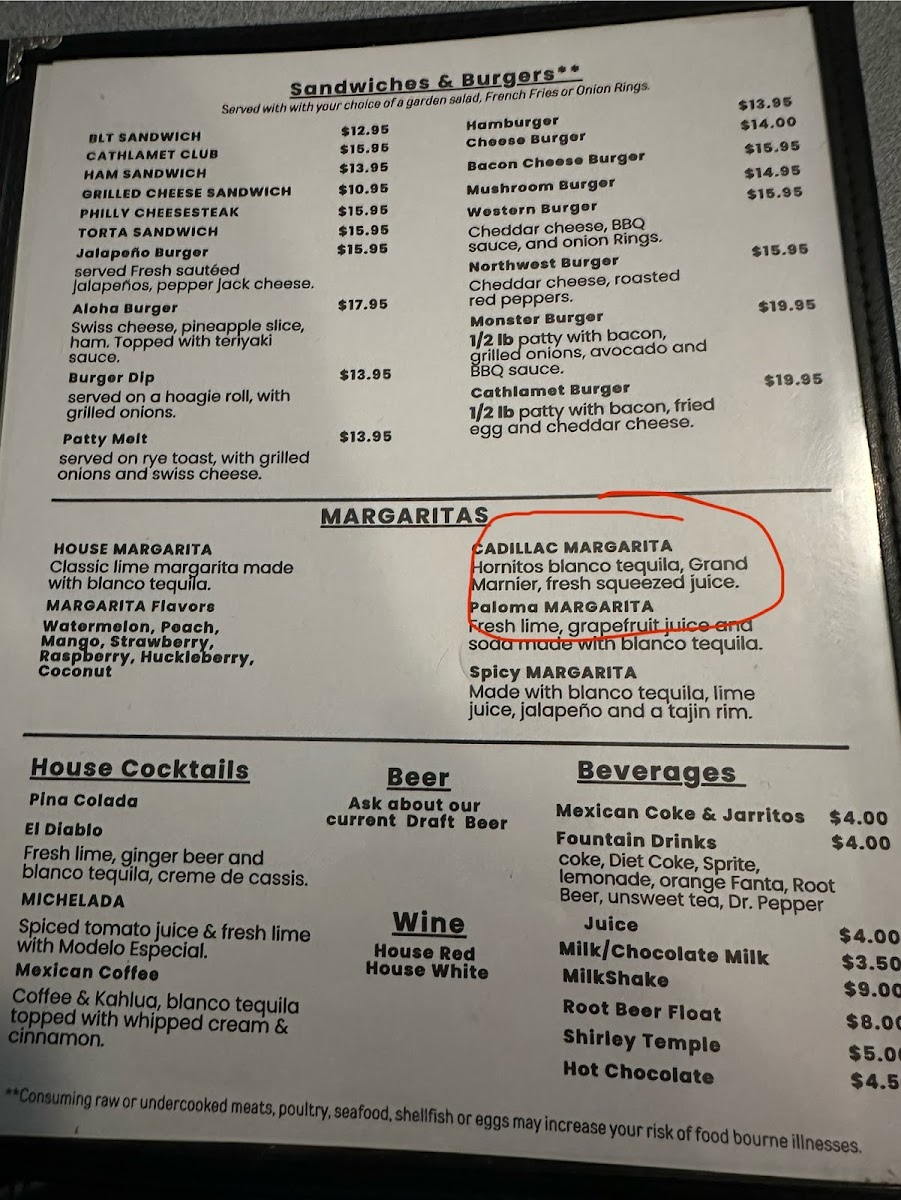 Sandwiches & Burgers**
Served with with your choice of a garden salad, French Fries or Onion Rings.
BLT SANDWICH $12.95
CATHLAMET CLUB $15.95
HAM SANDWICH $13.95
GRILLED CHEESE SANDWICH $10.95
PHILLY CHEESESTEAK $15.95
TORTA SANDWICH $15.95
Jalapeño Burger $15.95
served Fresh sautéed
jalapeños, pepper jack cheese.
Aloha Burger $17.95
Swiss cheese, pineapple slice,
ham. Topped with teriyaki
sauce.
Burger Dip $13.95
served on a hoagie roll, with
grilled onions.
Patty Melt $13.95
served on rye toast, with grilled
onions and swiss cheese.
Hamburger $13.95
Cheese Burger $14.00
Bacon Cheese Burger $15.95
Mushroom Burger $14.95
Western Burger $15.95
Cheddar cheese, BBQ
sauce, and onion Rings.
Northwest Burger $15.95
Cheddar cheese, roasted
red peppers.
Monster Burger $19.95
1/2 lb patty with bacon,
grilled onions, avocado and
BBQ sauce.
Cathlamet Burger $19.95
1/2 lb patty with bacon, fried
egg and cheddar cheese.
MARGARITAS
HOUSE MARGARITA
Classic lime margarita made
with blanco tequila.
MARGARITA Flavors
Watermelon, Peach,
Mango, Strawberry,
Raspberry, Huckleberry,
Coconut
CADILLAC MARGARITA
Hornitos blanco tequila, Grand
Marnier, fresh squeezed juice.
Paloma MARGARITA
Fresh lime, grapefruit juice and
soda made with blanco tequila.
Spicy MARGARITA
Made with blanco tequila, lime
juice, jalapeño and a tajin rim.
House Cocktails
Pina Colada
El Diablo
Fresh lime, ginger beer and
blanco tequila, creme de cassis.
MICHELADA
Spiced tomato juice & fresh lime
with Modelo Especial.
Mexican Coffee
Coffee & Kahlua, blanco tequila
topped with whipped cream &
cinnamon.
Beer
Ask about our
current Draft Beer
Wine
House Red
House White
Beverages
Mexican Coke & Jarritos $4.00
Fountain Drinks $4.00
coke, Diet Coke, Sprite,
lemonade, orange Fanta, Root
Beer, unsweet tea, Dr. Pepper
Juice $4.00
Milk/Chocolate Milk $3.50
MilkShake $9.00
Root Beer Float $8.00
Shirley Temple $5.0
Hot Chocolate $4.5
**Consuming raw or undercooked meats, poultry, seafood, shellfish or eggs may increase your risk of food bourne illnesses.